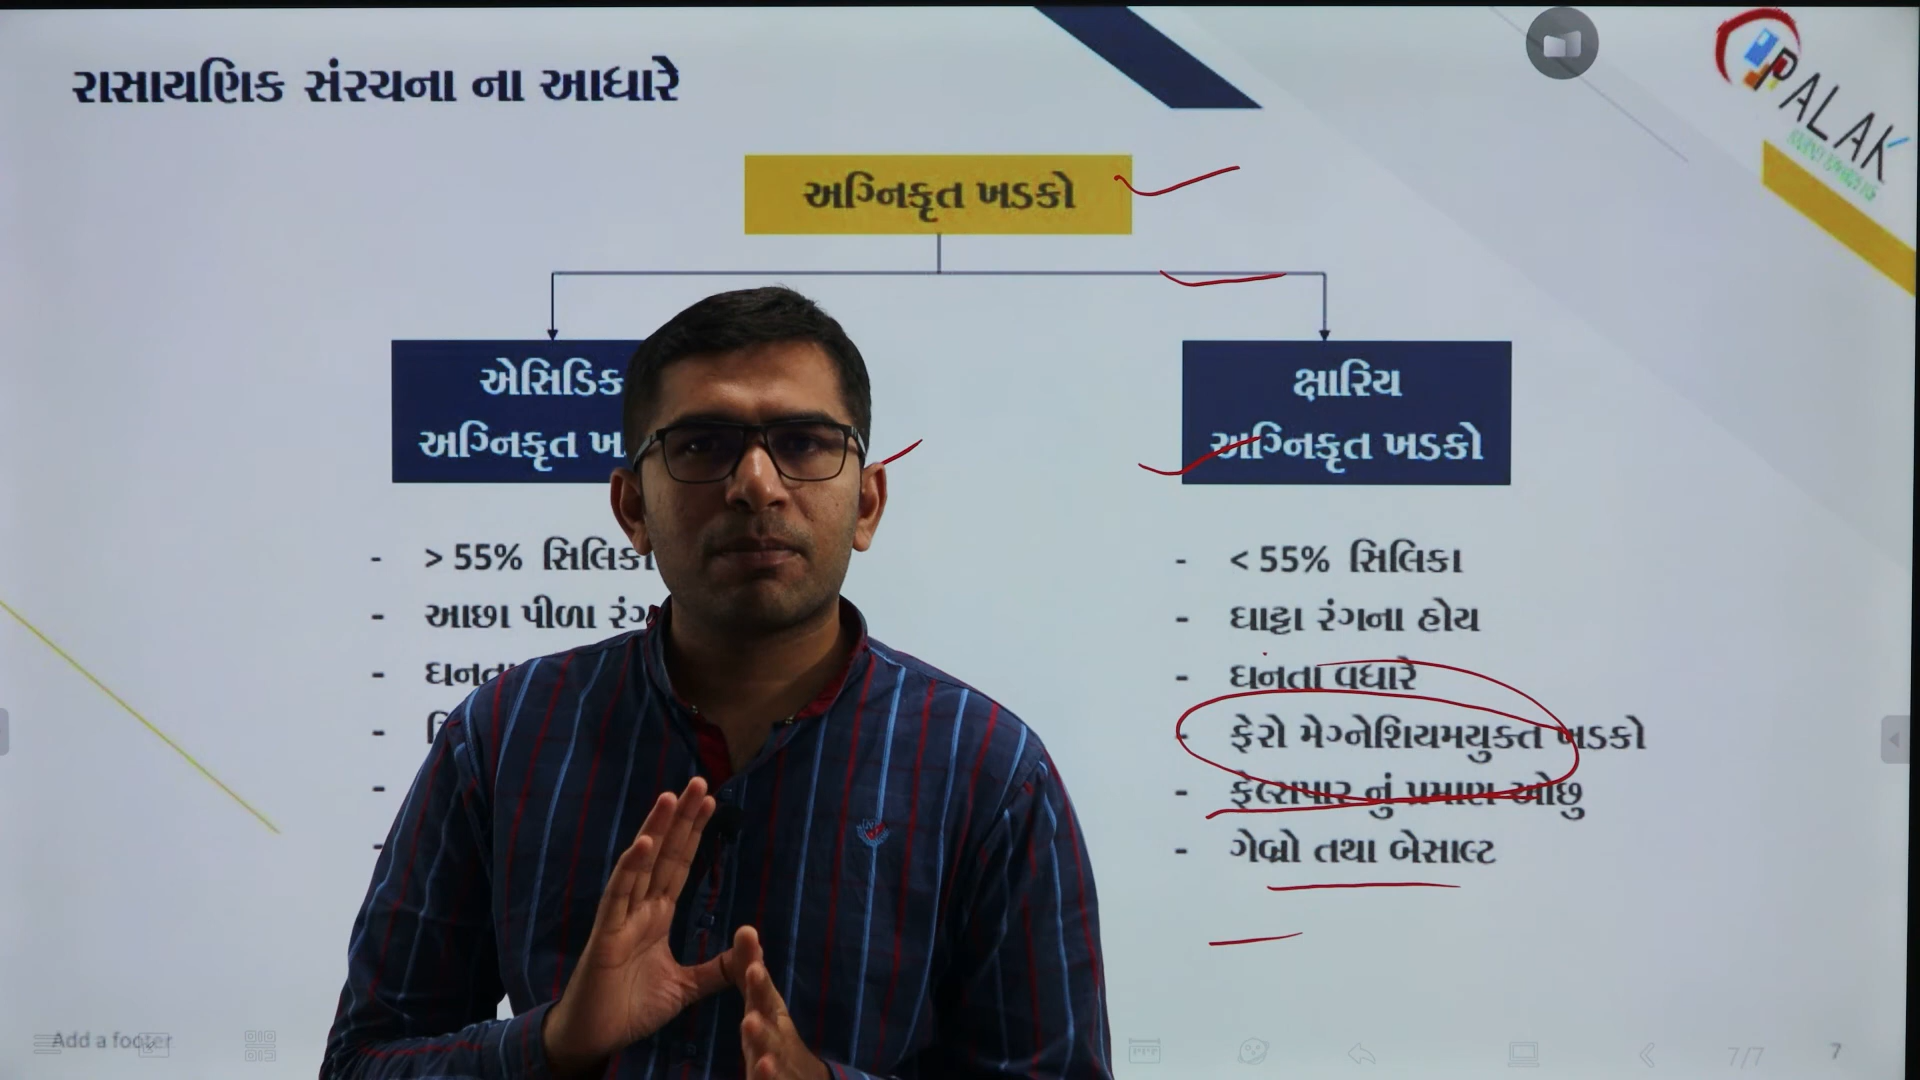 રાસાયણિક સંરચના ના આધારે
PALAK
અગ્નિકૃત ખડકો
એસિડિક
અગ્નિકૃત
ક્ષારિય
અગ્નિકૃત ખડકો
- > 55% સિલિકા
- આછા પીળા
-
-
-
-
- < 55% સિલિકા
- ઘાટ્ટા રંગના હોય
- ઘનતા વધારે
- ફેરો મેગ્નેશિયમયુક્ત ખડકો
- ફેલ્સપાર નું પ્રમાણ ઓછુ
- ગેબ્રો તથા બેસાલ્ટ
Add a footer
7/7
7